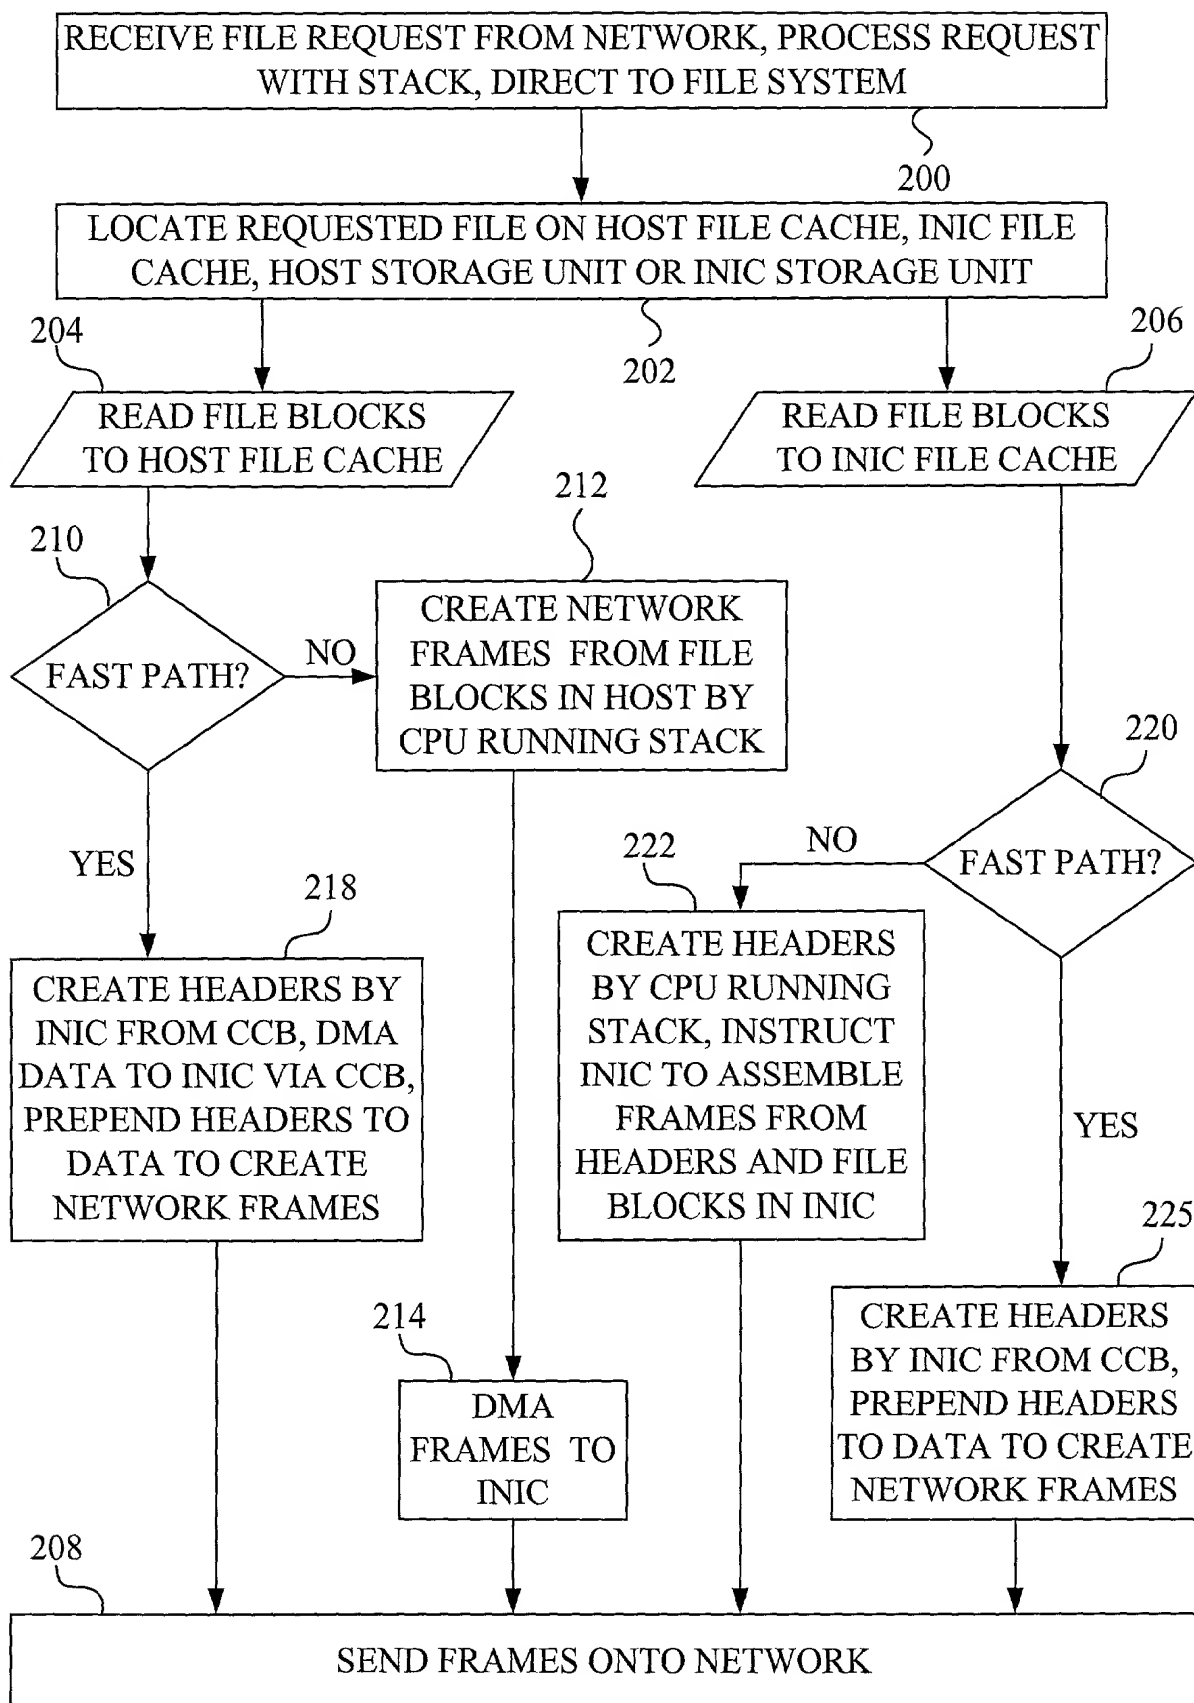 RECEIVE FILE REQUEST FROM NETWORK, PROCESS REQUEST
WITH STACK, DIRECT TO FILE SYSTEM
200
LOCATE REQUESTED FILE ON HOST FILE CACHE, INIC FILE
CACHE, HOST STORAGE UNIT OR INIC STORAGE UNIT
202
204
READ FILE BLOCKS
TO HOST FILE CACHE
206
READ FILE BLOCKS
TO INIC FILE CACHE
210
FAST PATH?
NO
YES
212
CREATE NETWORK
FRAMES FROM FILE
BLOCKS IN HOST BY
CPU RUNNING STACK
220
FAST PATH?
NO
YES
218
CREATE HEADERS BY
INIC FROM CCB, DMA
DATA TO INIC VIA CCB,
PREPEND HEADERS TO
DATA TO CREATE
NETWORK FRAMES
222
CREATE HEADERS
BY CPU RUNNING
STACK, INSTRUCT
INIC TO ASSEMBLE
FRAMES FROM
HEADERS AND FILE
BLOCKS IN INIC
214
DMA
FRAMES TO
INIC
225
CREATE HEADERS
BY INIC FROM CCB,
PREPEND HEADERS
TO DATA TO CREATE
NETWORK FRAMES
208
SEND FRAMES ONTO NETWORK